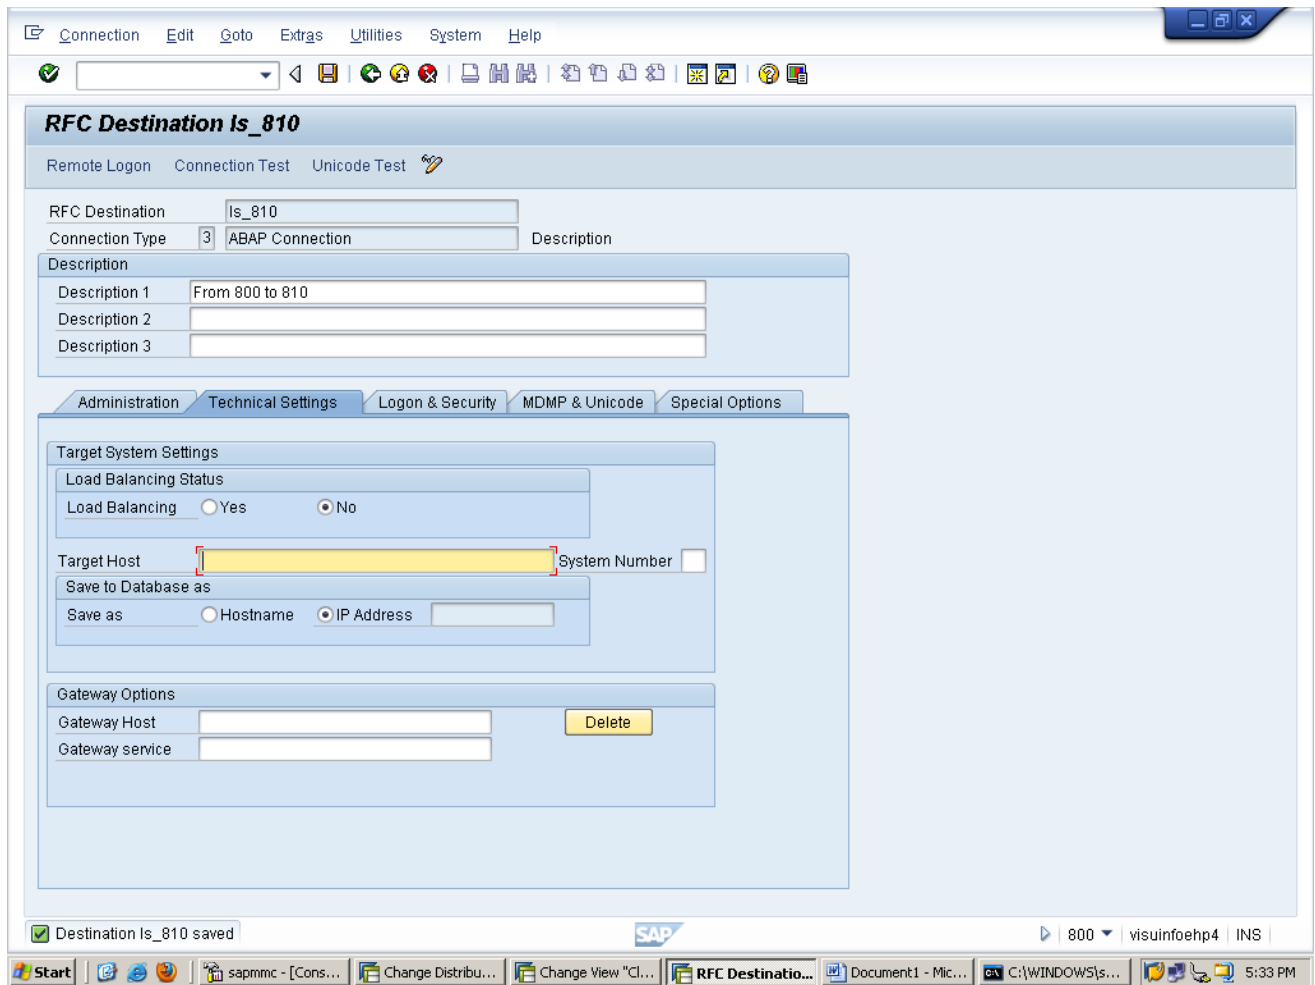 Connection Edit Goto Extras Utilities System Help
RFC Destination ls_810
Remote Logon Connection Test Unicode Test
RFC Destination ls_810
Connection Type 3 ABAP Connection Description
Description
Description 1 From 800 to 810
Description 2
Description 3
Administration Technical Settings Logon & Security MDMP & Unicode Special Options
Target System Settings
Load Balancing Status
Load Balancing Yes No
Target Host System Number
Save to Database as
Save as Hostname IP Address
Gateway Options
Gateway Host Delete
Gateway service
Destination ls_810 saved SAP 800 visuinfoehp4 INS
Start sapmmc - [Cons... Change Distribu... Change View "Cl... RFC Destinatio... Document1 - Mic... C:\WINDOWS\s... 5:33 PM